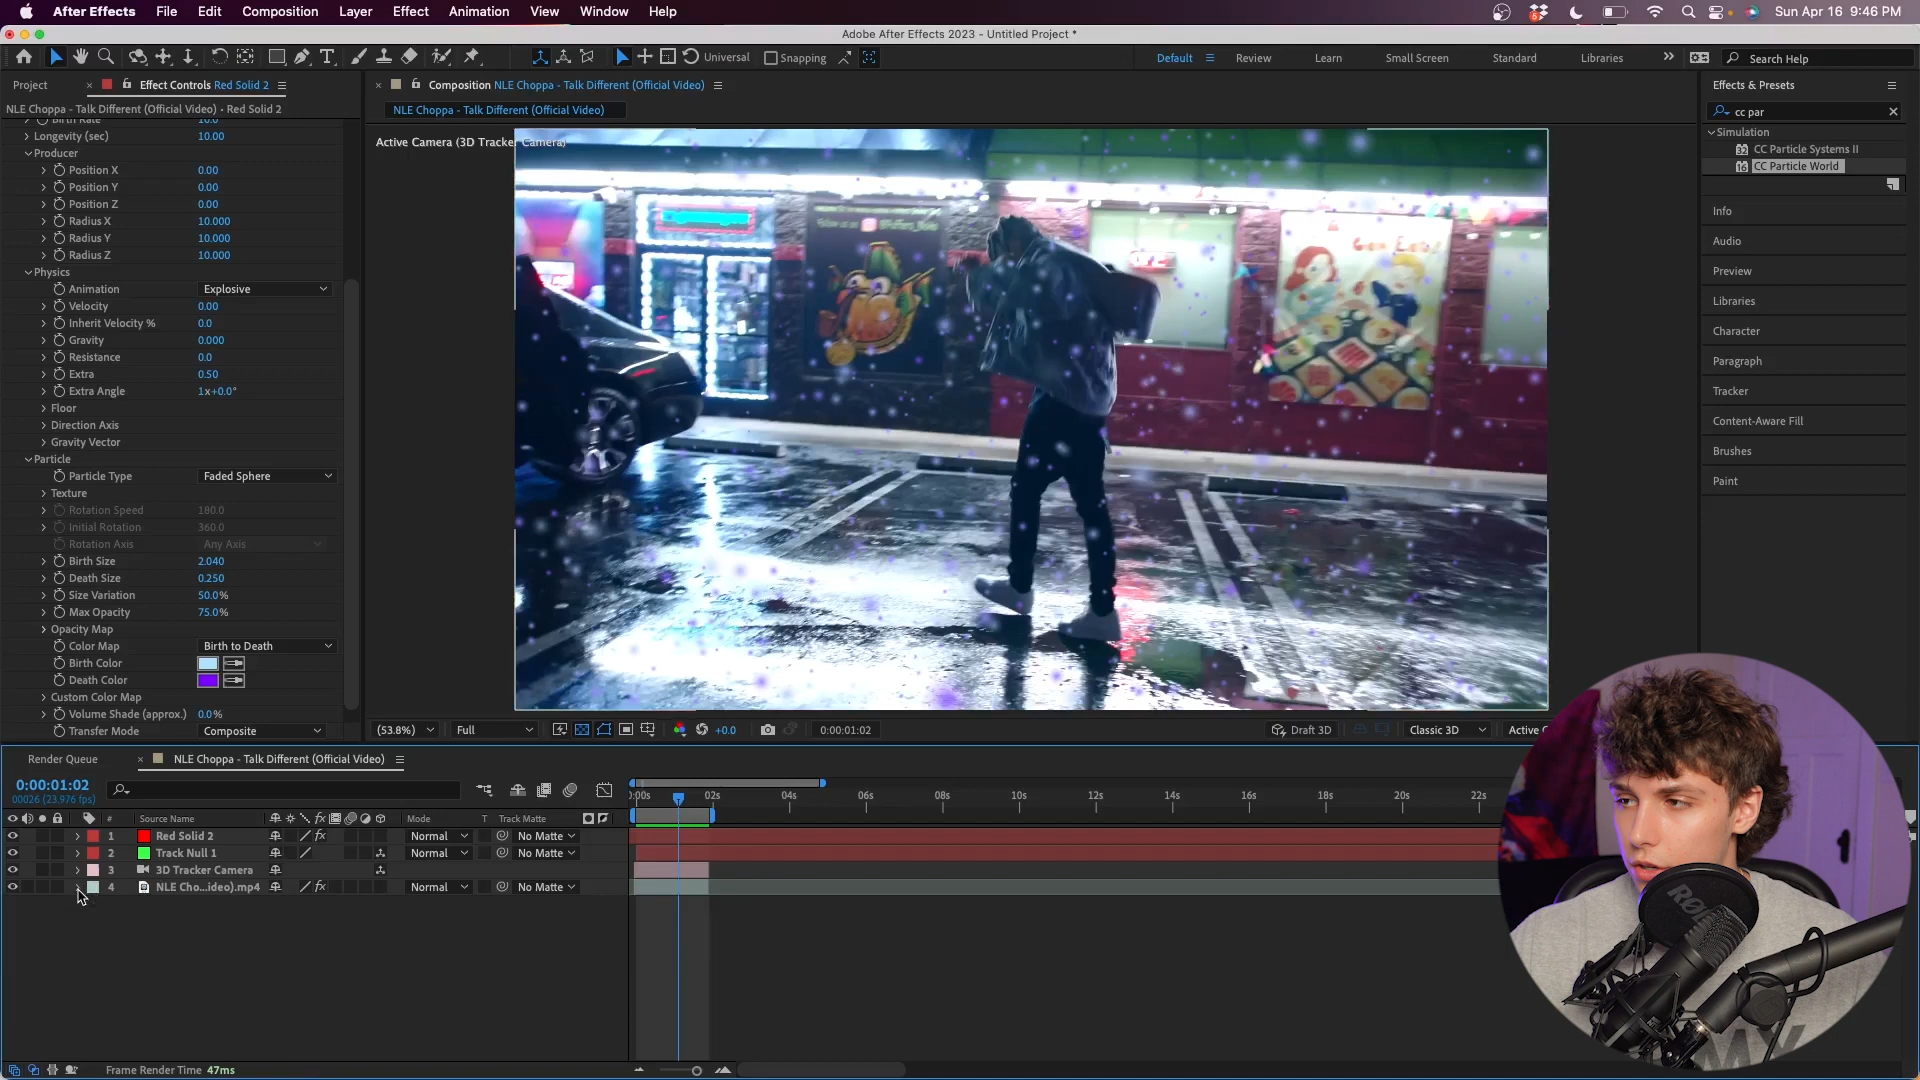 After Effects File Edit Composition Layer Effect Animation View Window Help Sun Apr 16 9:46 PM
Adobe After Effects 2023 - Untitled Project *
Universal Snapping Default Review Learn Small Screen Standard Libraries Search Help
Project Effect Controls Red Solid 2 Composition NLE Choppa - Talk Different (Official Video) Effects & Presets
NLE Choppa - Talk Different (Official Video) • Red Solid 2 NLE Choppa - Talk Different (Official Video) cc par
Birth Rate 10.0
Simulation
Longevity (sec) 10.00 Active Camera (3D Tracker Camera)
CC Particle Systems II
Producer
CC Particle World
Position X 0.00
Position Y 0.00
Position Z 0.00
Info
Radius X 10.000
Radius Y 10.000
Audio
Radius Z 10.000
Physics
Preview
Animation Explosive
Velocity 0.00
Libraries
Inherit Velocity % 0.0
Character
Gravity 0.000
Resistance 0.0
Paragraph
Extra 0.50
Extra Angle 1x+0.0°
Tracker
Floor
Direction Axis
Content-Aware Fill
Gravity Vector
Brushes
Particle
Particle Type Faded Sphere
Paint
Texture
Rotation Speed 180.0
Initial Rotation 360.0
Rotation Axis Any Axis
Birth Size 2.040
Death Size 0.250
Size Variation 50.0%
Max Opacity 75.0%
Opacity Map
Color Map Birth to Death
Birth Color
Death Color
Custom Color Map
Volume Shade (approx.) 0.0%
Transfer Mode Composite
(53.8%) Full +0.0 0:00:01:02 Draft 3D Classic 3D Active C
Render Queue NLE Choppa - Talk Different (Official Video)
0:00:01:02
00026 (23.976 fps)
:00s 02s 04s 06s 08s 10s 12s 14s 16s 18s 20s 22s
# Source Name fx Mode T Track Matte
1 Red Solid 2 fx Normal No Matte
2 Track Null 1 Normal No Matte
3 3D Tracker Camera
4 NLE Cho...ideo).mp4 fx Normal No Matte
RØDE
Frame Render Time 47ms